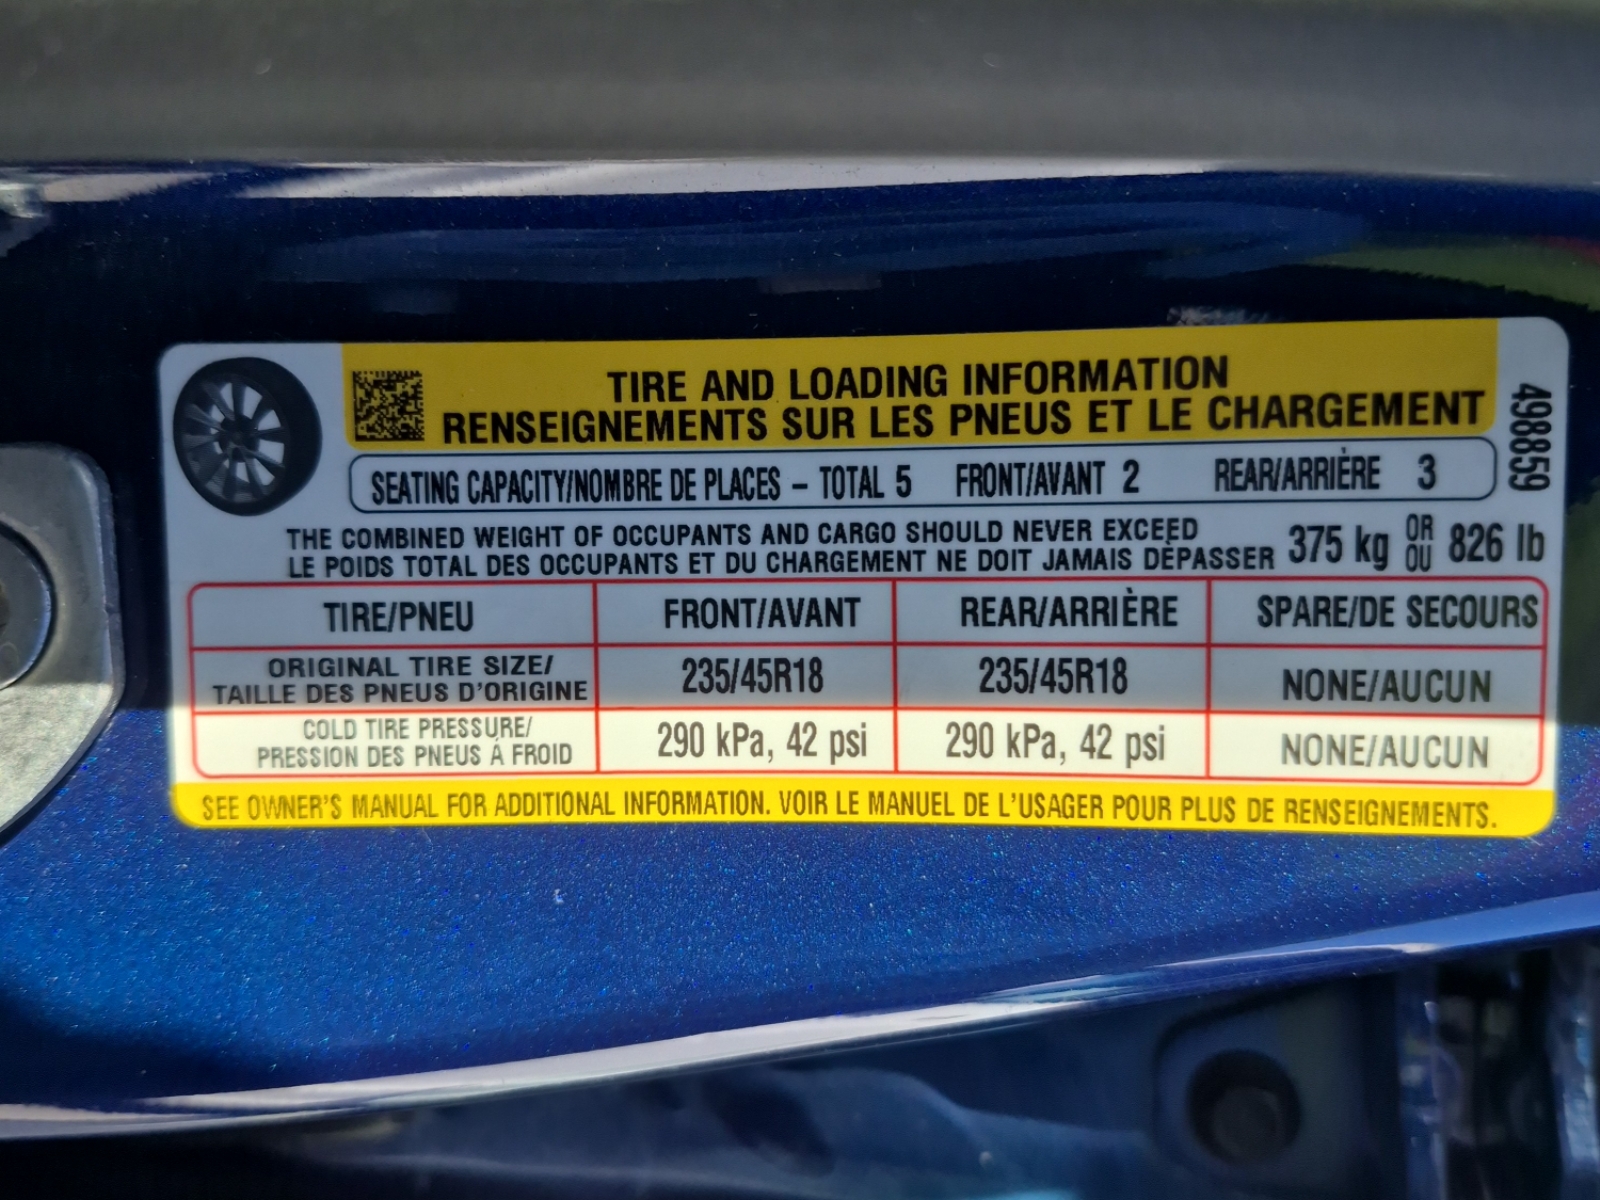 TIRE AND LOADING INFORMATION
RENSEIGNEMENTS SUR LES PNEUS ET LE CHARGEMENT
498859
SEATING CAPACITY/NOMBRE DE PLACES – TOTAL 5 FRONT/AVANT 2 REAR/ARRIÈRE 3
THE COMBINED WEIGHT OF OCCUPANTS AND CARGO SHOULD NEVER EXCEED
LE POIDS TOTAL DES OCCUPANTS ET DU CHARGEMENT NE DOIT JAMAIS DÉPASSER
375 kg OR OU 826 lb
TIRE/PNEU FRONT/AVANT REAR/ARRIÈRE SPARE/DE SECOURS
ORIGINAL TIRE SIZE/
TAILLE DES PNEUS D'ORIGINE
235/45R18 235/45R18 NONE/AUCUN
COLD TIRE PRESSURE/
PRESSION DES PNEUS À FROID
290 kPa, 42 psi 290 kPa, 42 psi NONE/AUCUN
SEE OWNER'S MANUAL FOR ADDITIONAL INFORMATION. VOIR LE MANUEL DE L'USAGER POUR PLUS DE RENSEIGNEMENTS.